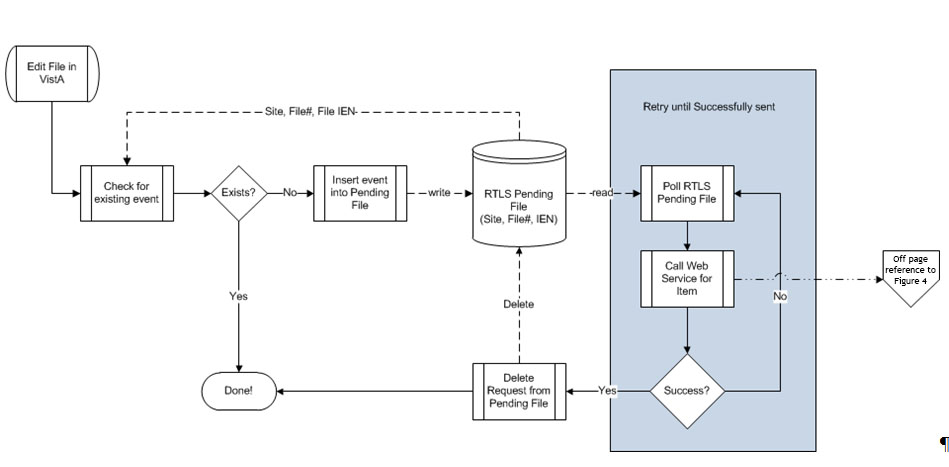 Edit File in
VistA
Site, File#, File IEN
Retry until Successfully sent
Check for
existing event
Exists?
No
Insert event
into Pending
File
write
RTLS Pending
File
(Site, File#, IEN)
read
Poll RTLS
Pending File
Call Web
Service for
Item
Off page
reference to
Figure 4
Yes
Delete
No
Done!
Delete
Request from
Pending File
Yes
Success?
¶